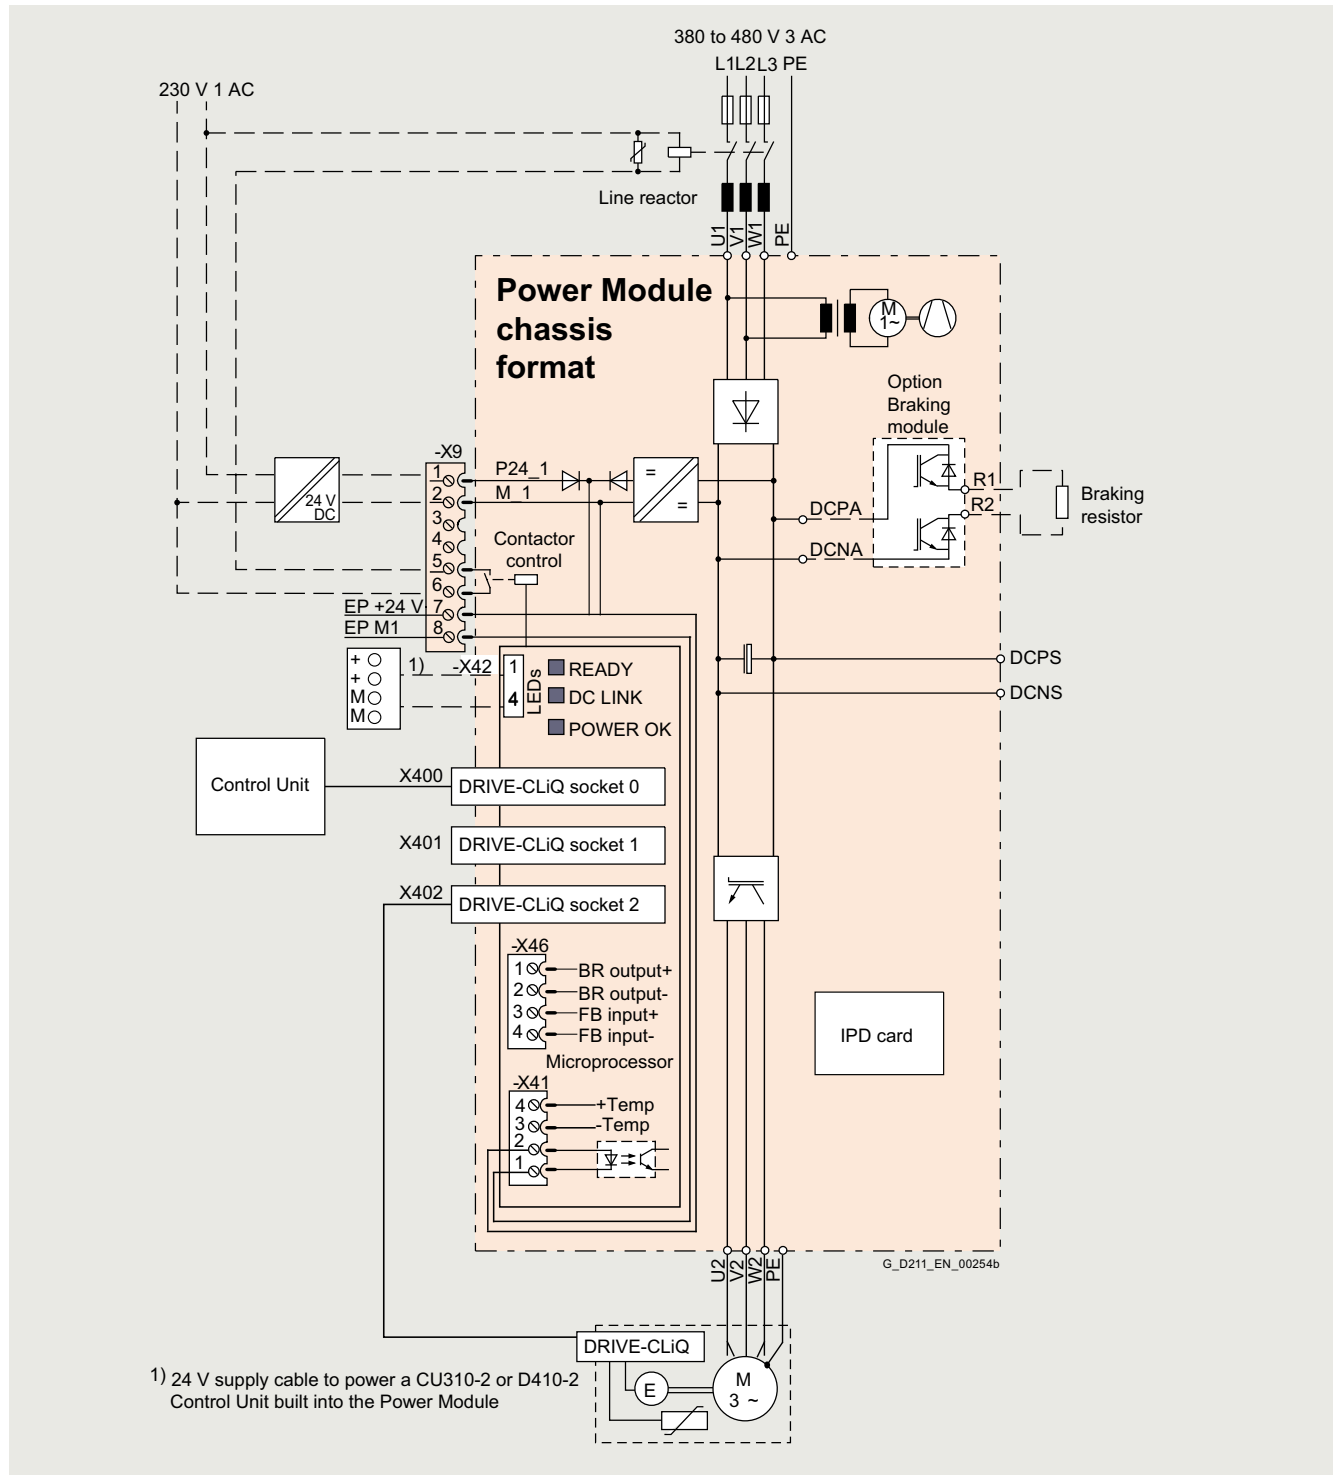 380 to 480 V 3 AC
L1 L2 L3 PE
230 V 1 AC
Line reactor
U1
V1
W1
PE
Power Module
chassis
format
M
1~
Option
Braking
module
-X9
1
2
3
4
5
6
7
8
P24_1
M_1
=
=
24 V
DC
R1
R2
Braking
resistor
DCPA
DCNA
Contactor
control
EP +24 V
EP M1
+
+
M
M
1)
-X42
1
4
LEDs
READY
DC LINK
POWER OK
DCPS
DCNS
Control Unit
X400
DRIVE-CLiQ socket 0
X401
DRIVE-CLiQ socket 1
X402
DRIVE-CLiQ socket 2
-X46
1 BR output+
2 BR output-
3 FB input+
4 FB input-
Microprocessor
IPD card
-X41
4 +Temp
3 -Temp
2
1
U2
V2
W2
PE
G_D211_EN_00254b
DRIVE-CLiQ
E
M
3 ~
1) 24 V supply cable to power a CU310-2 or D410-2
Control Unit built into the Power Module